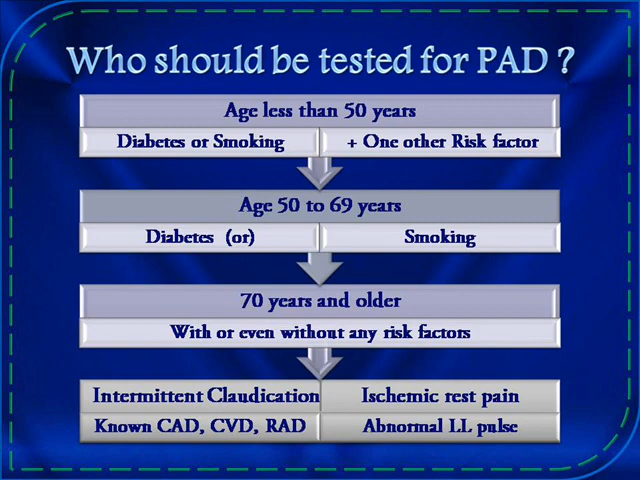 Who should be tested for PAD ?
Age less than 50 years
Diabetes or Smoking
+ One other Risk factor
Age 50 to 69 years
Diabetes (or)
Smoking
70 years and older
With or even without any risk factors
Intermittent Claudication
Ischemic rest pain
Known CAD, CVD, RAD
Abnormal LL pulse